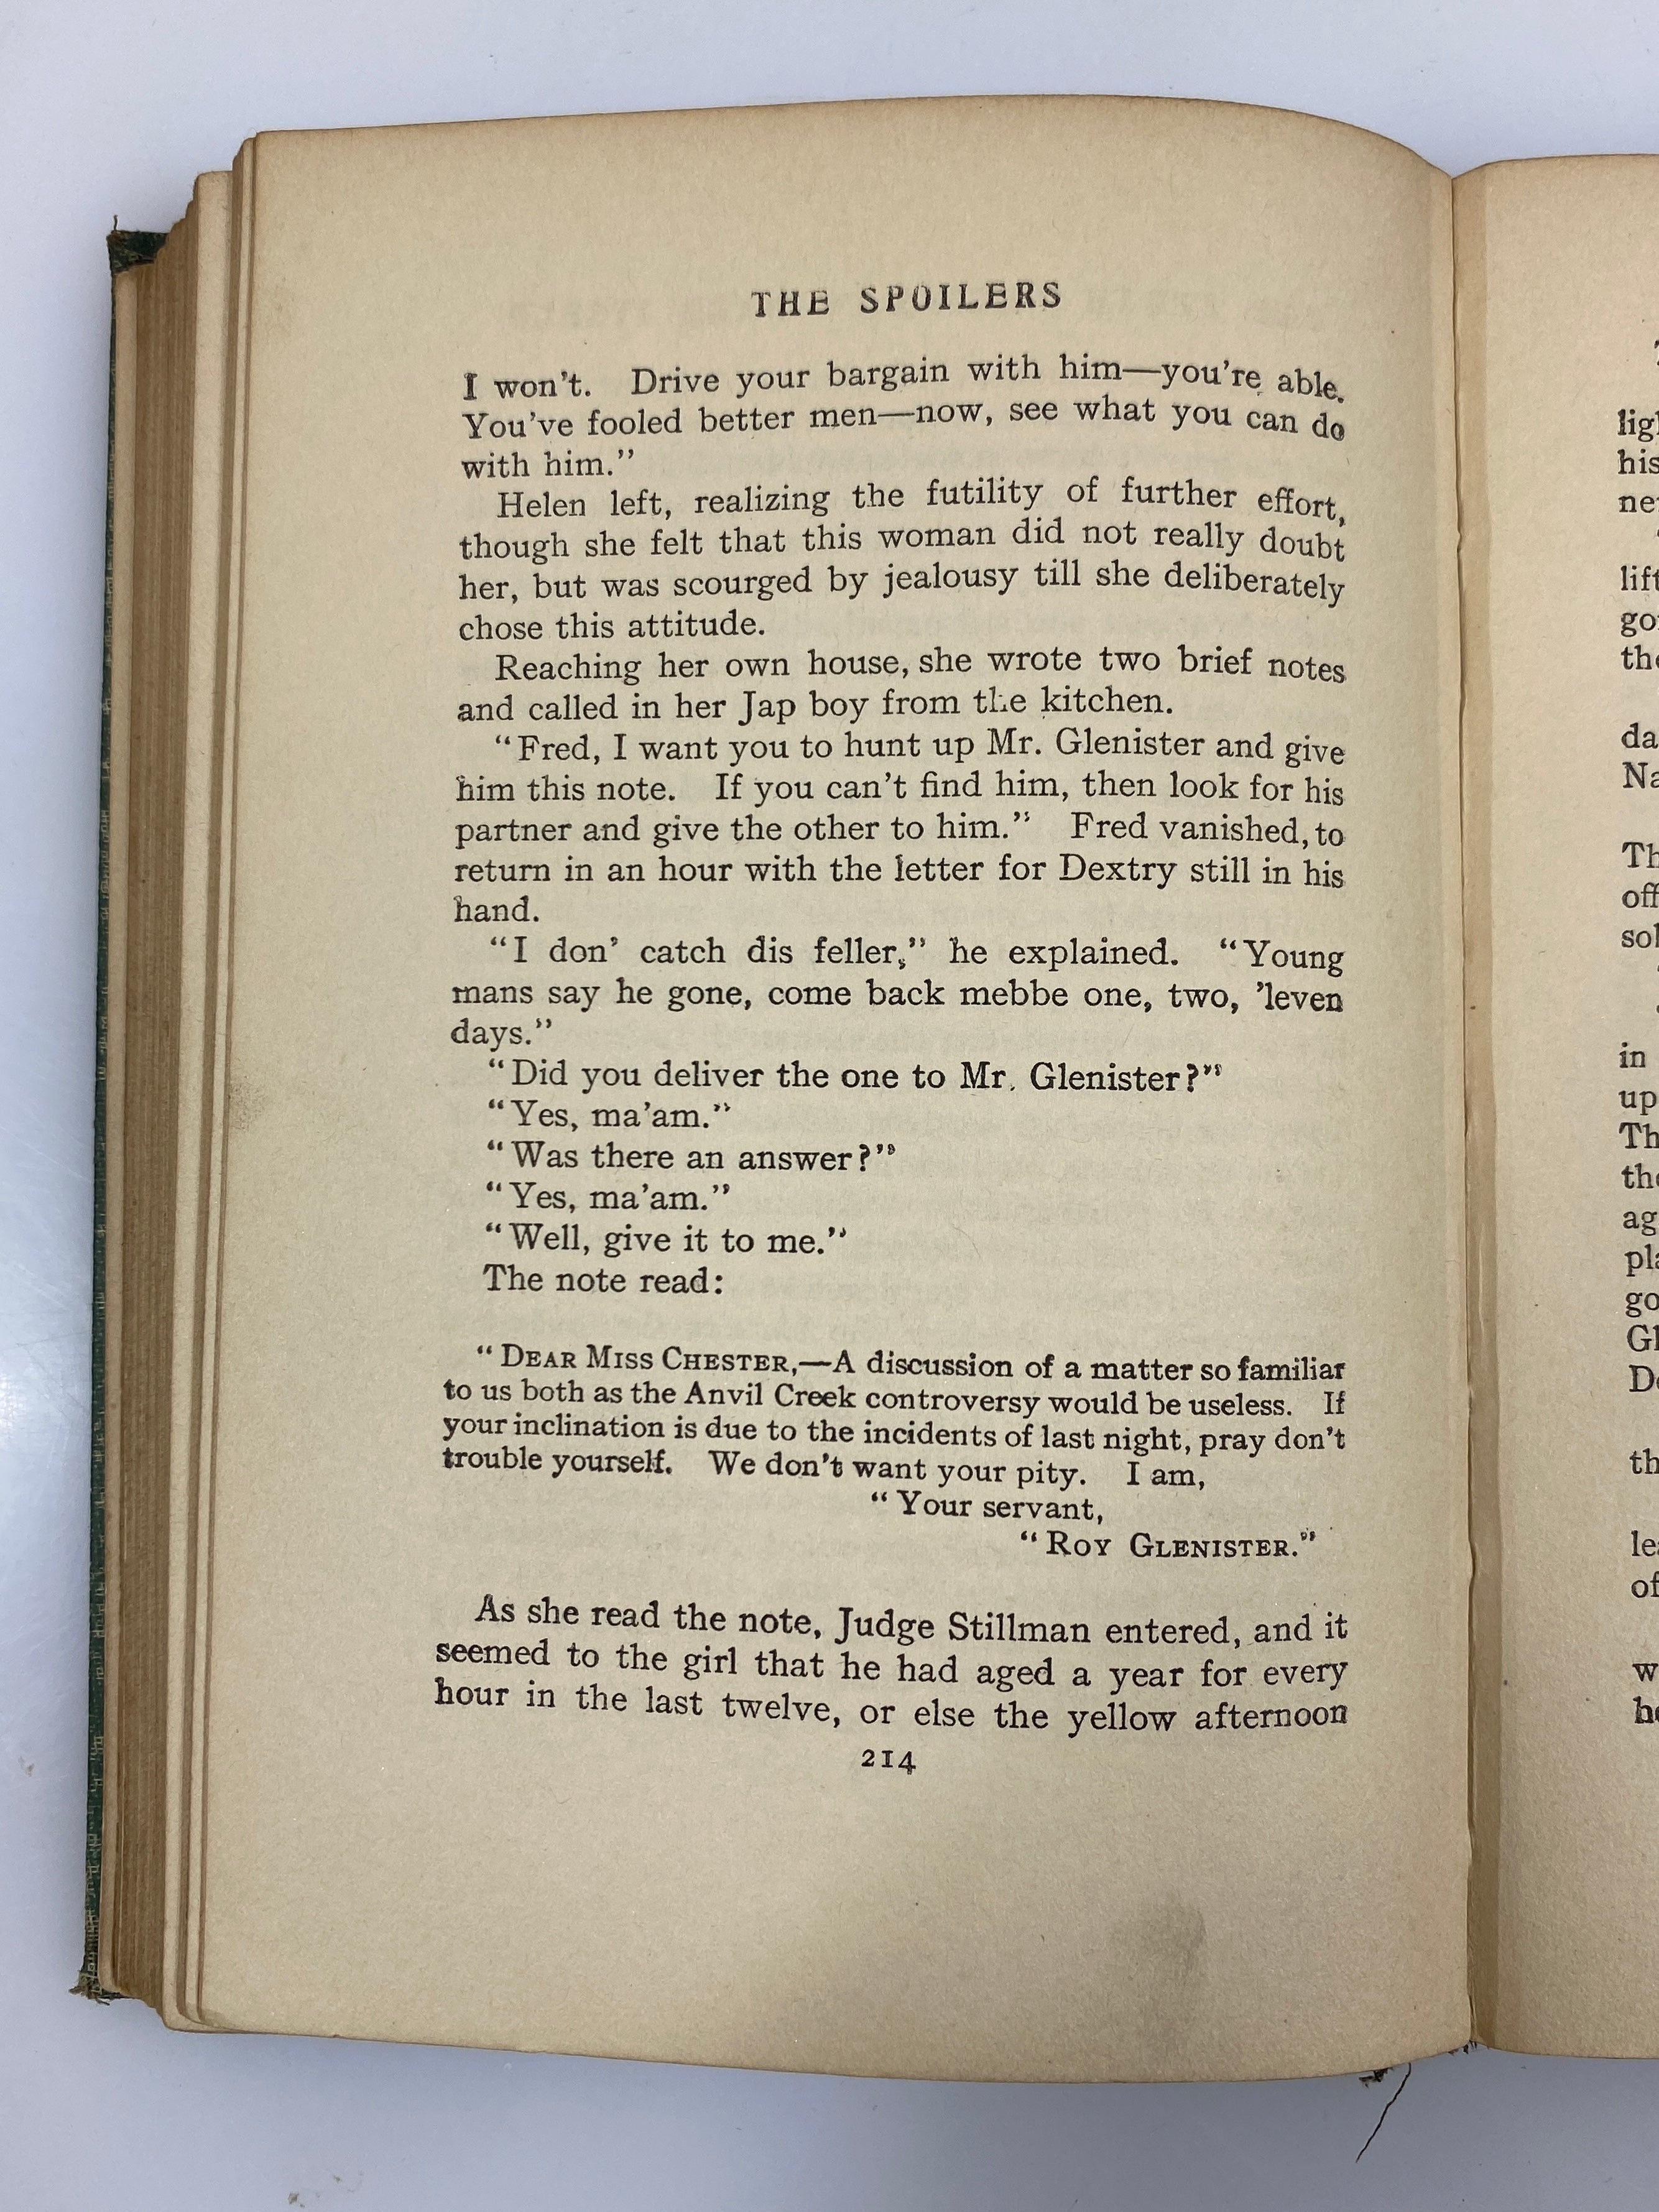 THE SPOILERS
I won't. Drive your bargain with him—you're able.
You've fooled better men—now, see what you can do
with him."
Helen left, realizing the futility of further effort,
though she felt that this woman did not really doubt
her, but was scourged by jealousy till she deliberately
chose this attitude.
Reaching her own house, she wrote two brief notes
and called in her Jap boy from the kitchen.
"Fred, I want you to hunt up Mr. Glenister and give
him this note. If you can't find him, then look for his
partner and give the other to him." Fred vanished, to
return in an hour with the letter for Dextry still in his
hand.
"I don' catch dis feller," he explained. "Young
mans say he gone, come back mebbe one, two, 'leven
days."
"Did you deliver the one to Mr. Glenister?"
"Yes, ma'am."
"Was there an answer?"
"Yes, ma'am."
"Well, give it to me."
The note read:
"DEAR MISS CHESTER,—A discussion of a matter so familiar
to us both as the Anvil Creek controversy would be useless. If
your inclination is due to the incidents of last night, pray don't
trouble yourself. We don't want your pity. I am,
"Your servant,
"ROY GLENISTER."
As she read the note, Judge Stillman entered, and it
seemed to the girl that he had aged a year for every
hour in the last twelve, or else the yellow afternoon
214
his
in
up